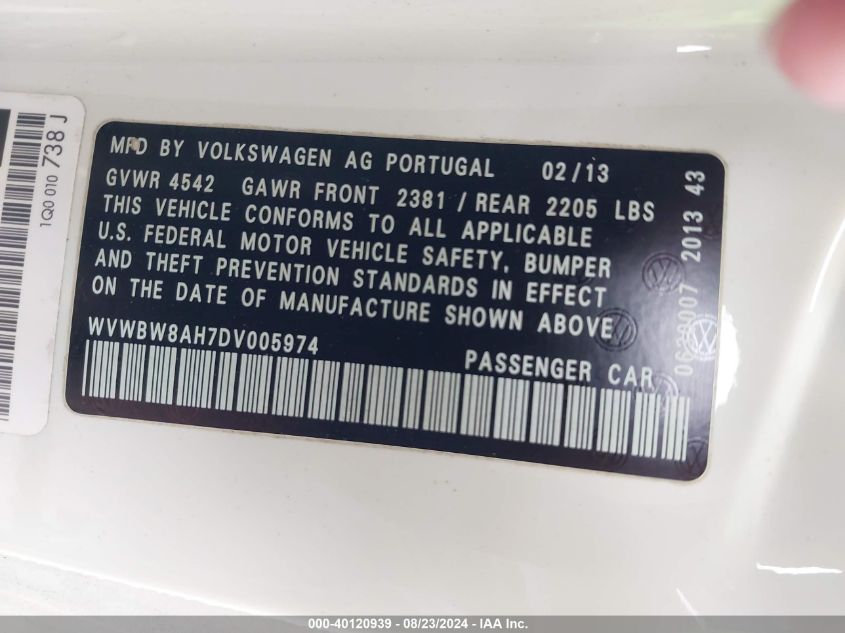 1Q0 010 738 J
MFD BY VOLKSWAGEN AG PORTUGAL 02/13
GVWR 4542 GAWR FRONT 2381 / REAR 2205 LBS
THIS VEHICLE CONFORMS TO ALL APPLICABLE
U.S. FEDERAL MOTOR VEHICLE SAFETY, BUMPER
AND THEFT PREVENTION STANDARDS IN EFFECT
ON THE DATE OF MANUFACTURE SHOWN ABOVE
WVWBW8AH7DV005974
PASSENGER CAR
2013 43
000-40120939 - 08/23/2024 - IAA Inc.